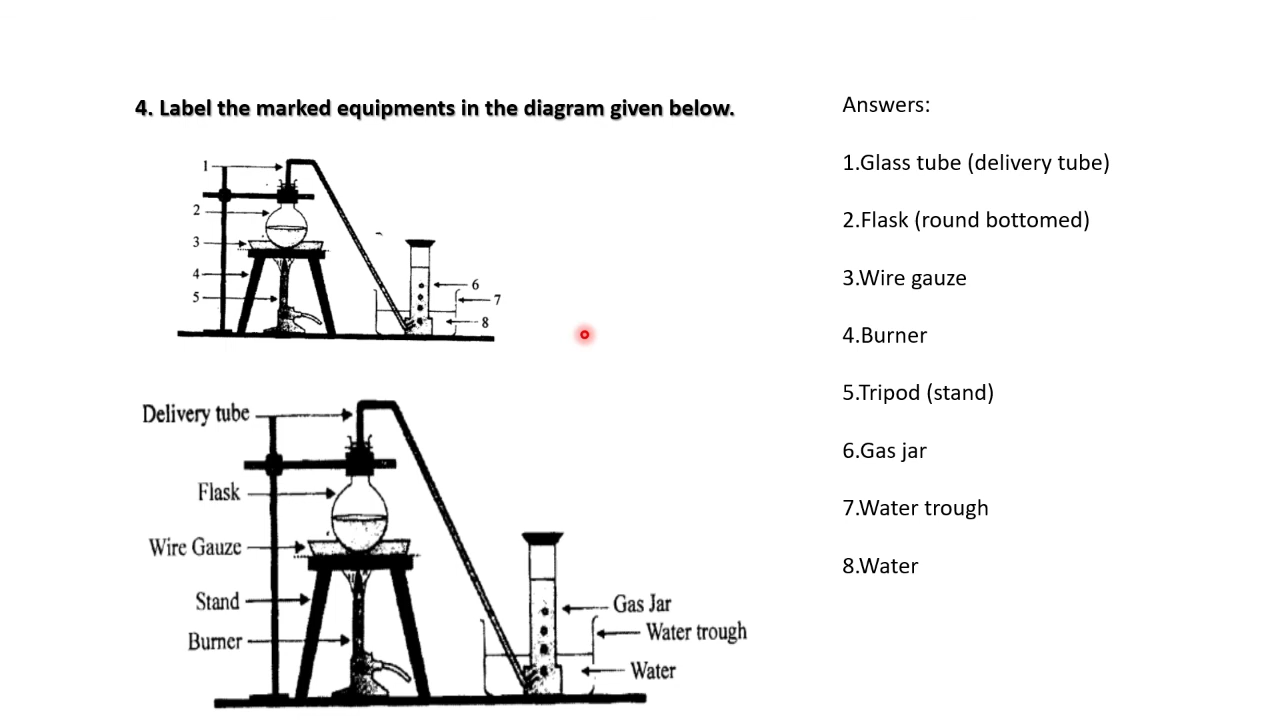 4. Label the marked equipments in the diagram given below.
1
2
3
4
5
6
7
8
Delivery tube
Flask
Wire Gauze
Stand
Burner
Gas Jar
Water trough
Water
Answers:
1.Glass tube (delivery tube)
2.Flask (round bottomed)
3.Wire gauze
4.Burner
5.Tripod (stand)
6.Gas jar
7.Water trough
8.Water